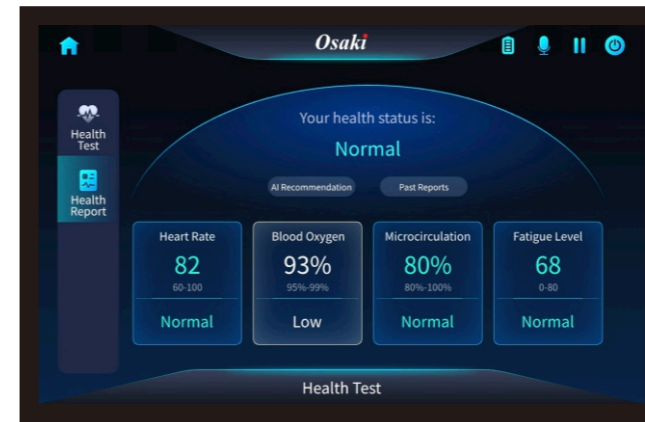 Osaki
Health
Test
Health
Report
Your health status is:
Normal
AI Recommendation
Past Reports
Heart Rate
82
60-100
Normal
Blood Oxygen
93%
95%-99%
Low
Microcirculation
80%
80%-100%
Normal
Fatigue Level
68
0-80
Normal
Health Test